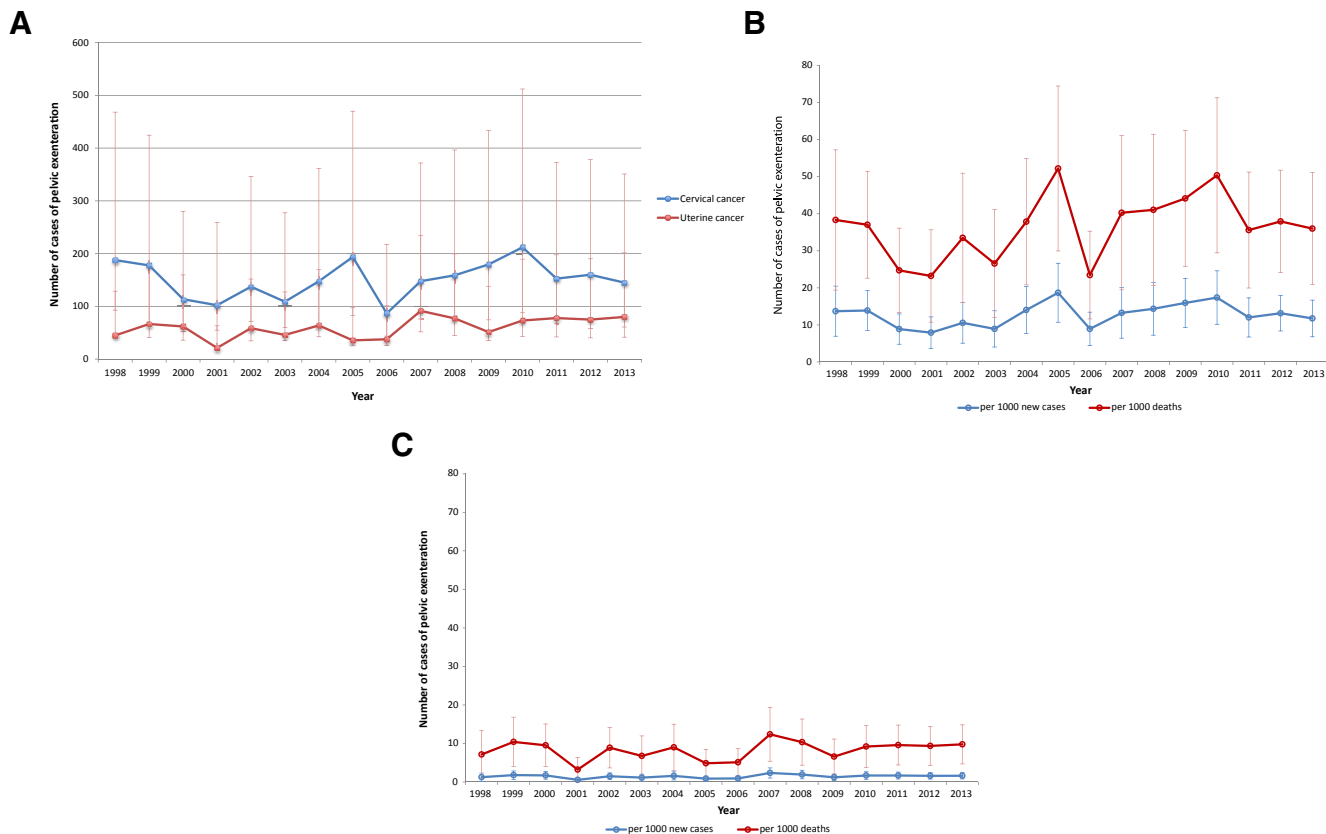 A
Number of cases of pelvic exenteration
600
500
400
300
200
100
0
1998 1999 2000 2001 2002 2003 2004 2005 2006 2007 2008 2009 2010 2011 2012 2013
Year
Cervical cancer
Uterine cancer
B
Number of cases of pelvic exenteration
80
70
60
50
40
30
20
10
0
1998 1999 2000 2001 2002 2003 2004 2005 2006 2007 2008 2009 2010 2011 2012 2013
Year
per 1000 new cases per 1000 deaths
C
Number of cases of pelvic exenteration
80
70
60
50
40
30
20
10
0
1998 1999 2000 2001 2002 2003 2004 2005 2006 2007 2008 2009 2010 2011 2012 2013
Year
per 1000 new cases per 1000 deaths